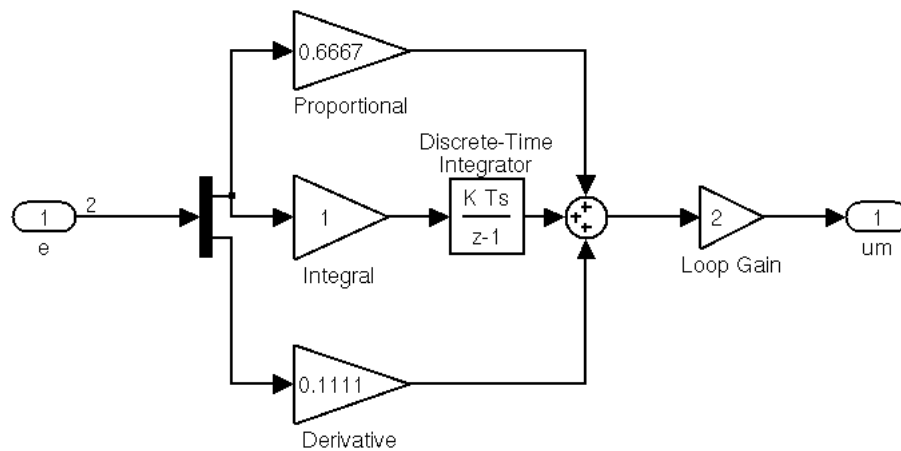 0.6667
Proportional
Discrete-Time
Integrator
1
2
e
1
Integral
K Ts
z-1
+
+
+
2
Loop Gain
1
um
0.1111
Derivative